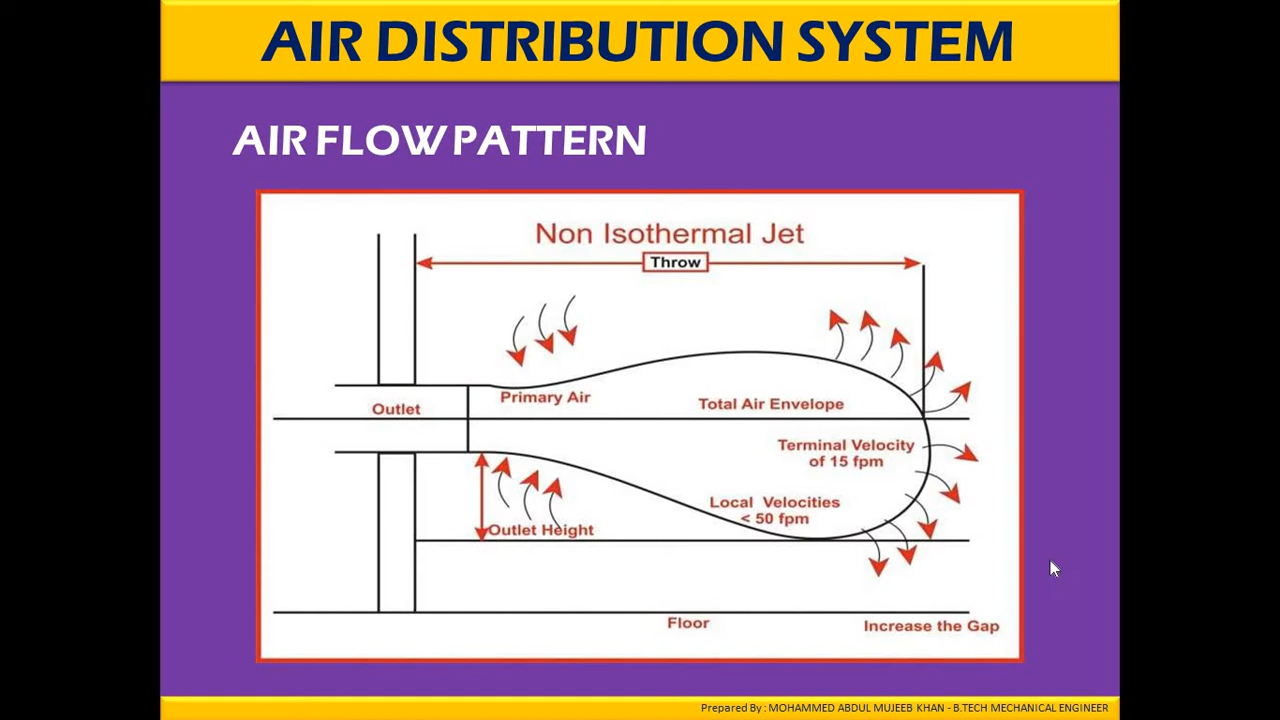 AIR DISTRIBUTION SYSTEM
AIR FLOW PATTERN
Non Isothermal Jet
Throw
Primary Air
Outlet
Total Air Envelope
Terminal Velocity
of 15 fpm
Local Velocities
< 50 fpm
Outlet Height
Floor
Increase the Gap
Prepared By : MOHAMMED ABDUL MUJEEB KHAN - B.TECH MECHANICAL ENGINEER